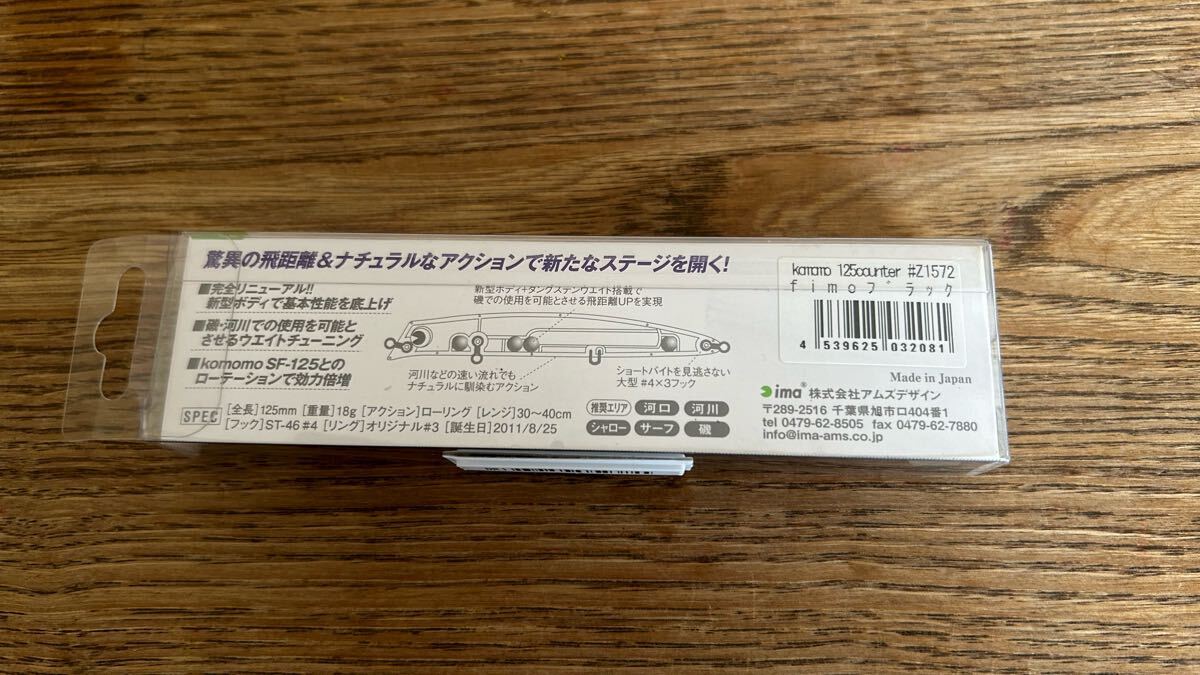 驚異の飛距離&ナチュラルなアクションで新たなステージを開く!
■完全リニューアル!!
新型ボディで基本性能を底上げ
■磯・河川での使用を可能と
させるウエイトチューニング
■komomo SF-125との
ローテーションで効力倍増
新型ボディ+タングステンウエイト搭載で
磯での使用を可能とさせる飛距離UPを実現
河川などの速い流れでも
ナチュラルに馴染むアクション
ショートバイトを見逃さない
大型 #4×3フック
SPEC
[全長]125mm [重量]18g [アクション]ローリング [レンジ]30〜40cm
[フック]ST-46 #4 [リング]オリジナル#3 [誕生日]2011/8/25
推奨エリア 河口 河川
シャロー サーフ 磯
komomo 125counter #Z1572
fimoブラック
4 539625 032081
Made in Japan
ima® 株式会社アムズデザイン
〒289-2516 千葉県旭市ロ404番1
tel 0479-62-8505 fax 0479-62-7880
info@ima-ams.co.jp